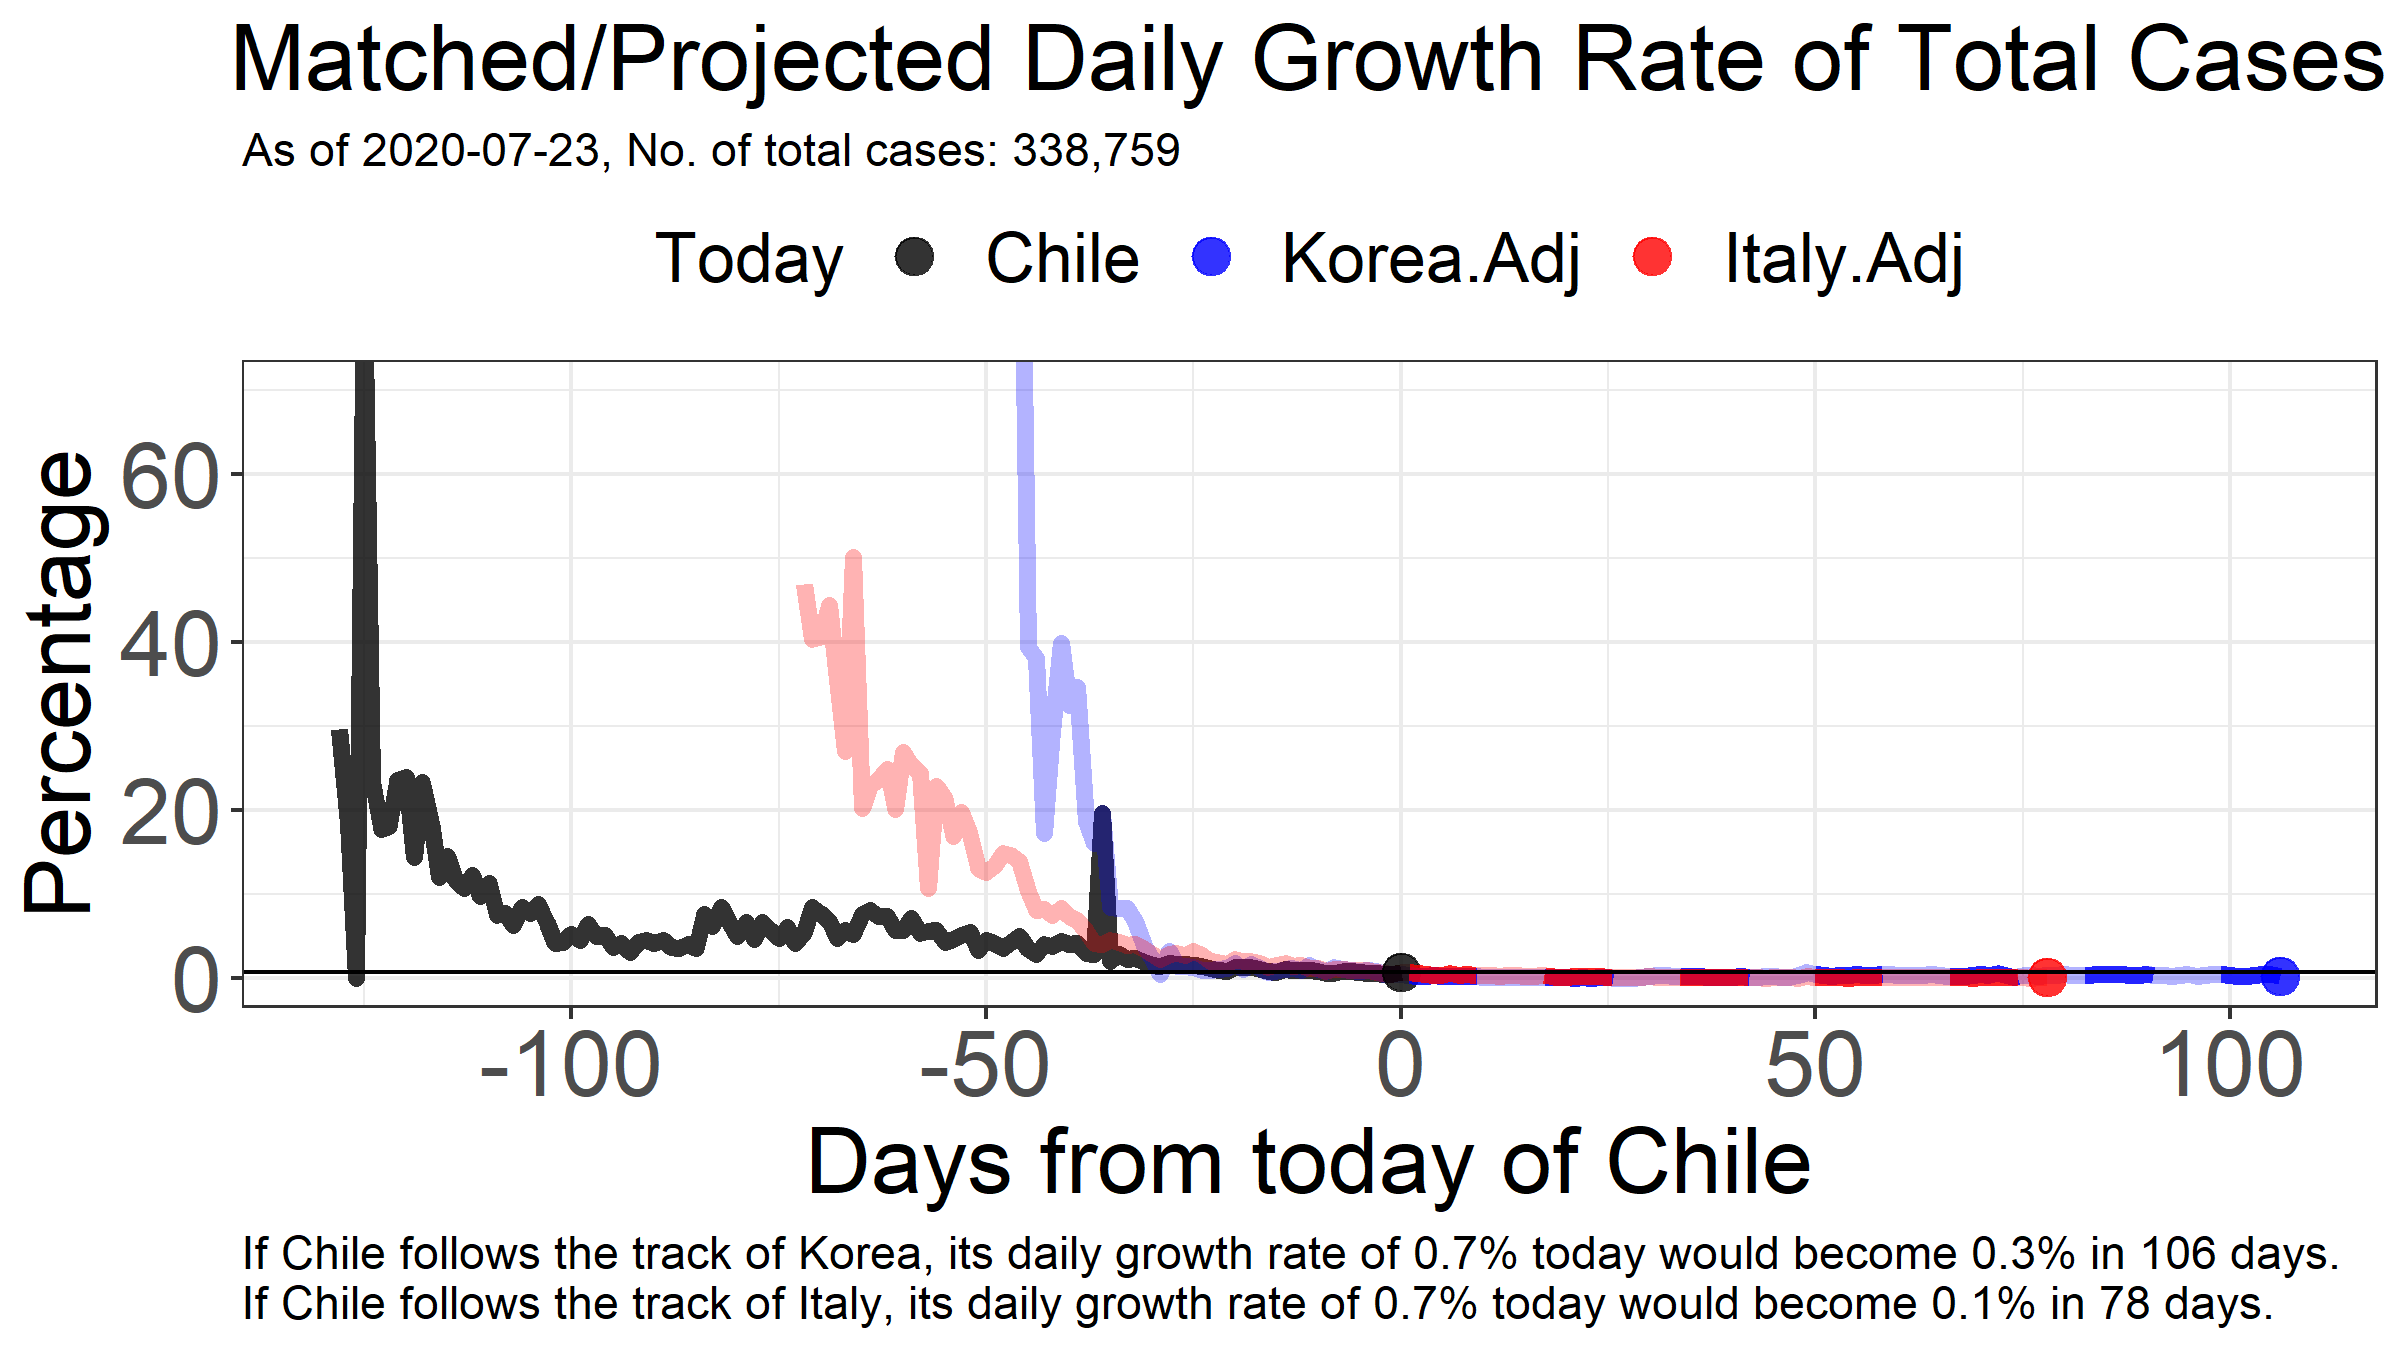 Matched/Projected Daily Growth Rate of Total Cases
As of 2020-07-23, No. of total cases: 338,759
Today Chile Korea.Adj Italy.Adj
Percentage
60
40
20
0
-100 -50 0 50 100
Days from today of Chile
If Chile follows the track of Korea, its daily growth rate of 0.7% today would become 0.3% in 106 days.
If Chile follows the track of Italy, its daily growth rate of 0.7% today would become 0.1% in 78 days.